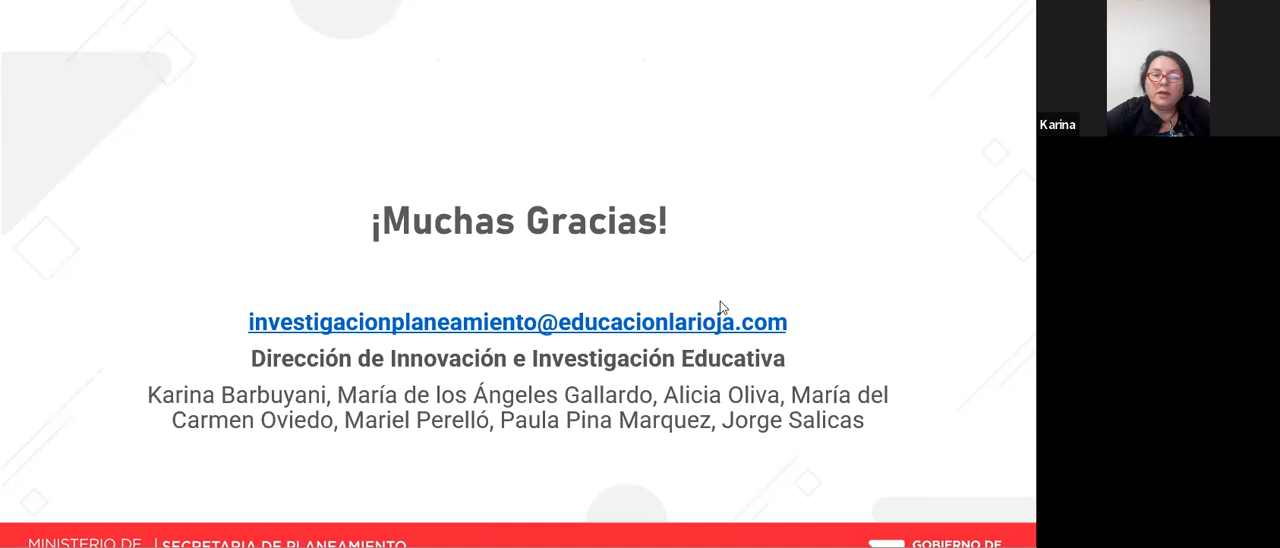 ¡Muchas Gracias!
investigacionplaneamiento@educacionlarioja.com
Dirección de Innovación e Investigación Educativa
Karina Barbuyani, María de los Ángeles Gallardo, Alicia Oliva, María del
Carmen Oviedo, Mariel Perelló, Paula Pina Marquez, Jorge Salicas
MINISTERIO DE | SECRETARIA DE PLANEAMIENTO
GOBIERNO DE
Karina